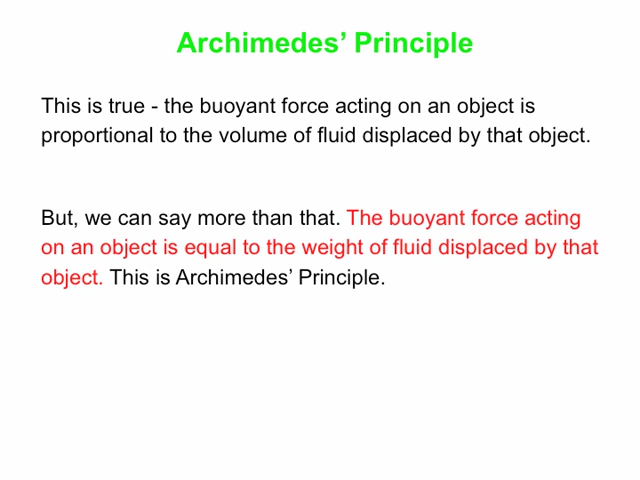 Archimedes’ Principle
This is true - the buoyant force acting on an object is
proportional to the volume of fluid displaced by that object.
But, we can say more than that. The buoyant force acting
on an object is equal to the weight of fluid displaced by that
object. This is Archimedes’ Principle.